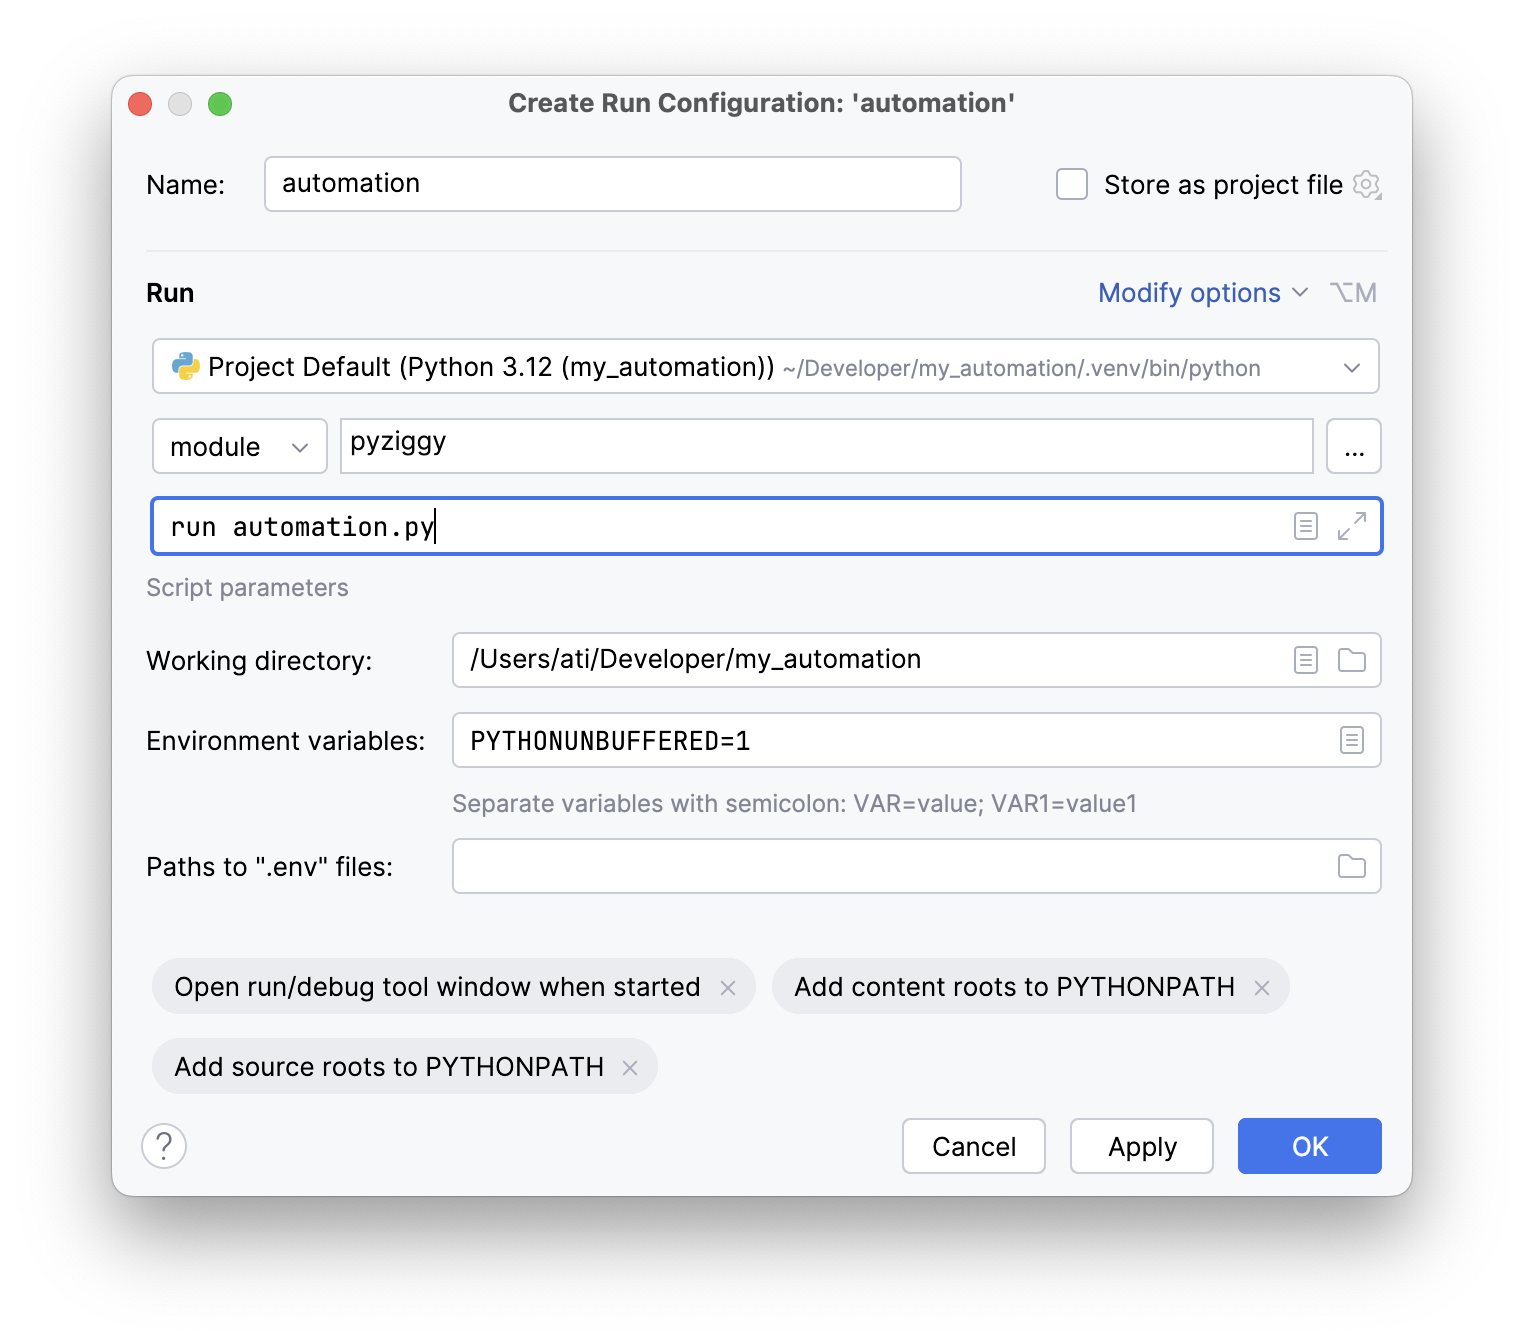 Create Run Configuration: 'automation'
Name: automation Store as project file
Run Modify options ⌥M
Project Default (Python 3.12 (my_automation)) ~/Developer/my_automation/.venv/bin/python
module pyziggy ...
run automation.py
Script parameters
Working directory: /Users/ati/Developer/my_automation
Environment variables: PYTHONUNBUFFERED=1
Separate variables with semicolon: VAR=value; VAR1=value1
Paths to ".env" files:
Open run/debug tool window when started × Add content roots to PYTHONPATH ×
Add source roots to PYTHONPATH ×
? Cancel Apply OK